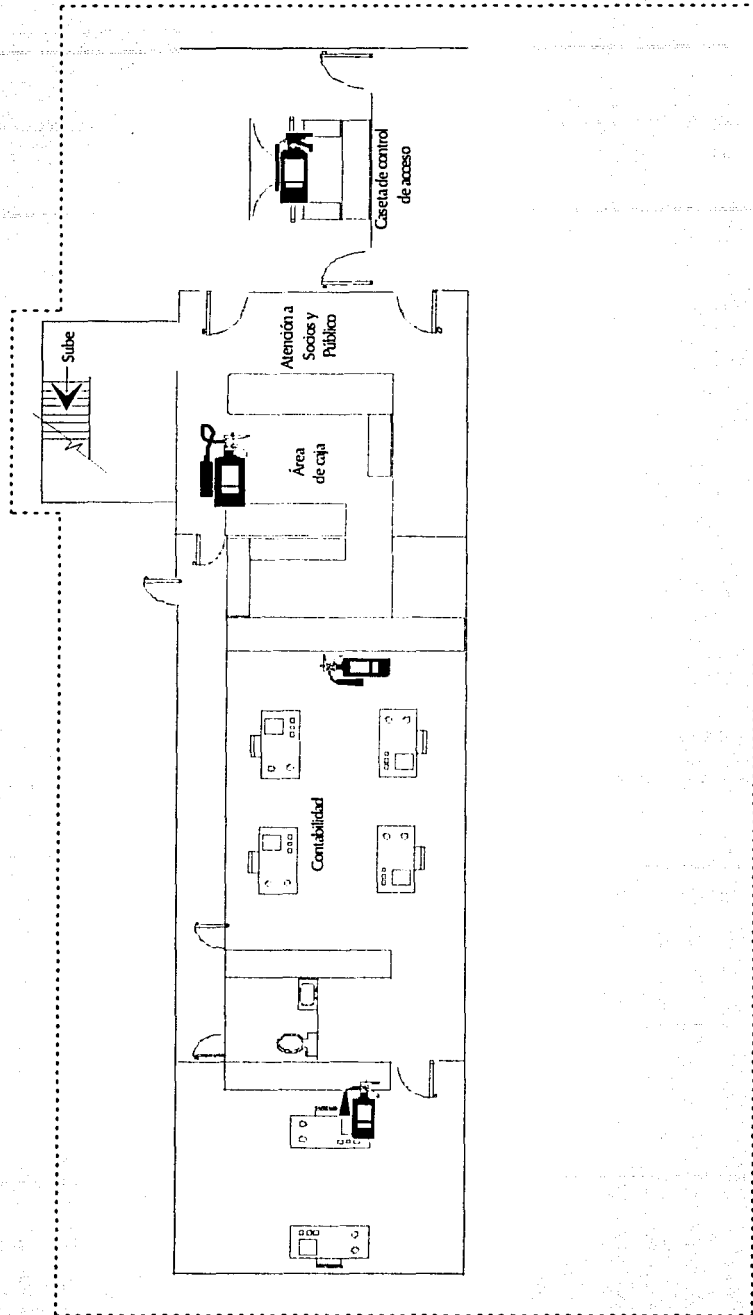 Caseta de control
de acceso
Sube
Atención a
Socios y
Público
Área
de caja
Contabilidad